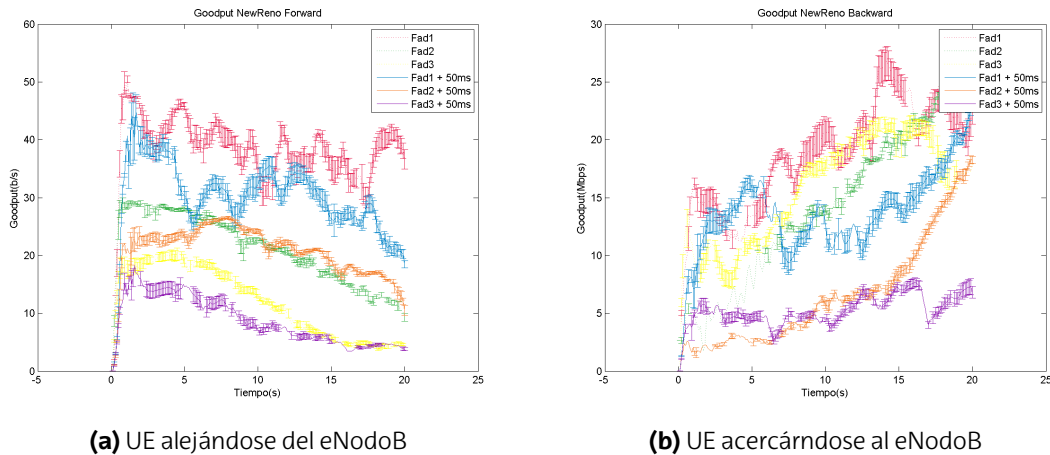 Goodput NewReno Forward
60
50
40
30
20
10
0
-5
0
5
10
15
20
25
Goodput(b/s)
Tiempo(s)
Fad1
Fad2
Fad3
Fad1 + 50ms
Fad2 + 50ms
Fad3 + 50ms
(a) UE alejándose del eNodoB
Goodput NewReno Backward
30
25
20
15
10
5
0
-5
0
5
10
15
20
25
Goodput(Mbps)
Tiempo(s)
Fad1
Fad2
Fad3
Fad1 + 50ms
Fad2 + 50ms
Fad3 + 50ms
(b) UE acercárndose al eNodoB